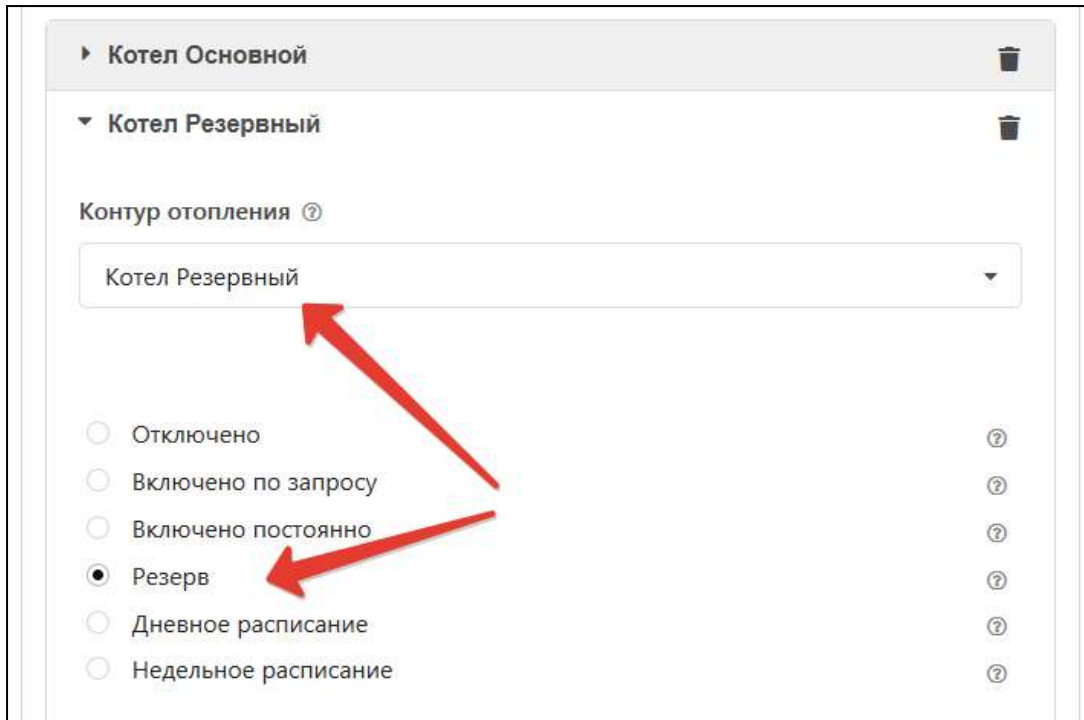 Котел Основной
Котел Резервный
Контур отопления
Котел Резервный
Отключено
Включено по запросу
Включено постоянно
Резерв
Дневное расписание
Недельное расписание